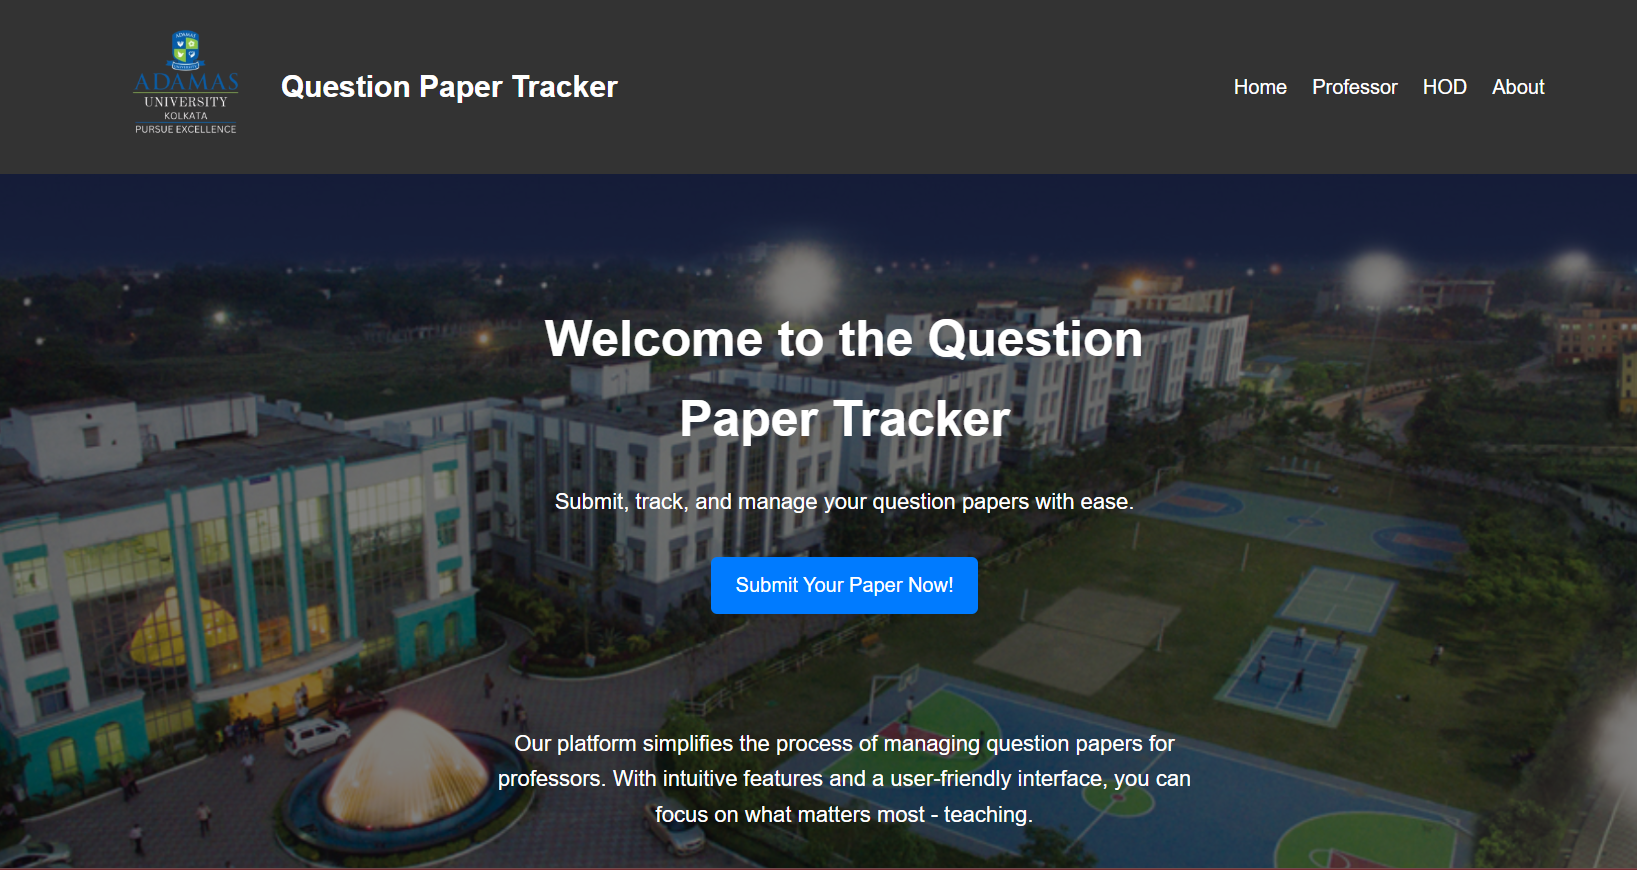 ADAMAS
UNIVERSITY
ADAMAS
UNIVERSITY
KOLKATA
PURSUE EXCELLENCE
Question Paper Tracker
Home Professor HOD About
Welcome to the Question
Paper Tracker
Submit, track, and manage your question papers with ease.
Submit Your Paper Now!
Our platform simplifies the process of managing question papers for
professors. With intuitive features and a user-friendly interface, you can
focus on what matters most - teaching.